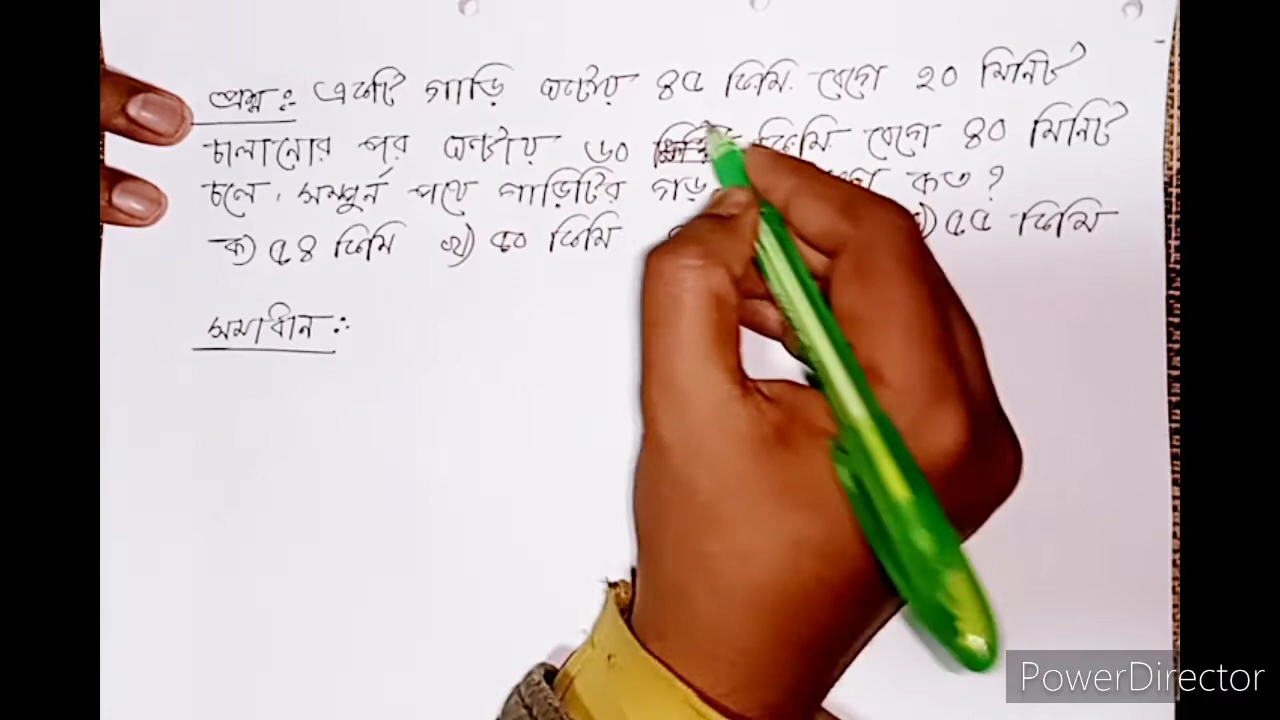 প্রশ্ন : একটি গাড়ি ঘন্টায় ৪৫ কিমি. বেগে ২০ মিনিট
চলানোর পর ঘন্টায় ৬০ কিমি বেগে ৪০ মিনিট
চলে। সম্পুর্ন পথে গাড়িটির গড় কত ?
ক) ৫৪ কিমি খ) ৫০ কিমি ) ৫৫ কিমি
সমাধান :
PowerDirector